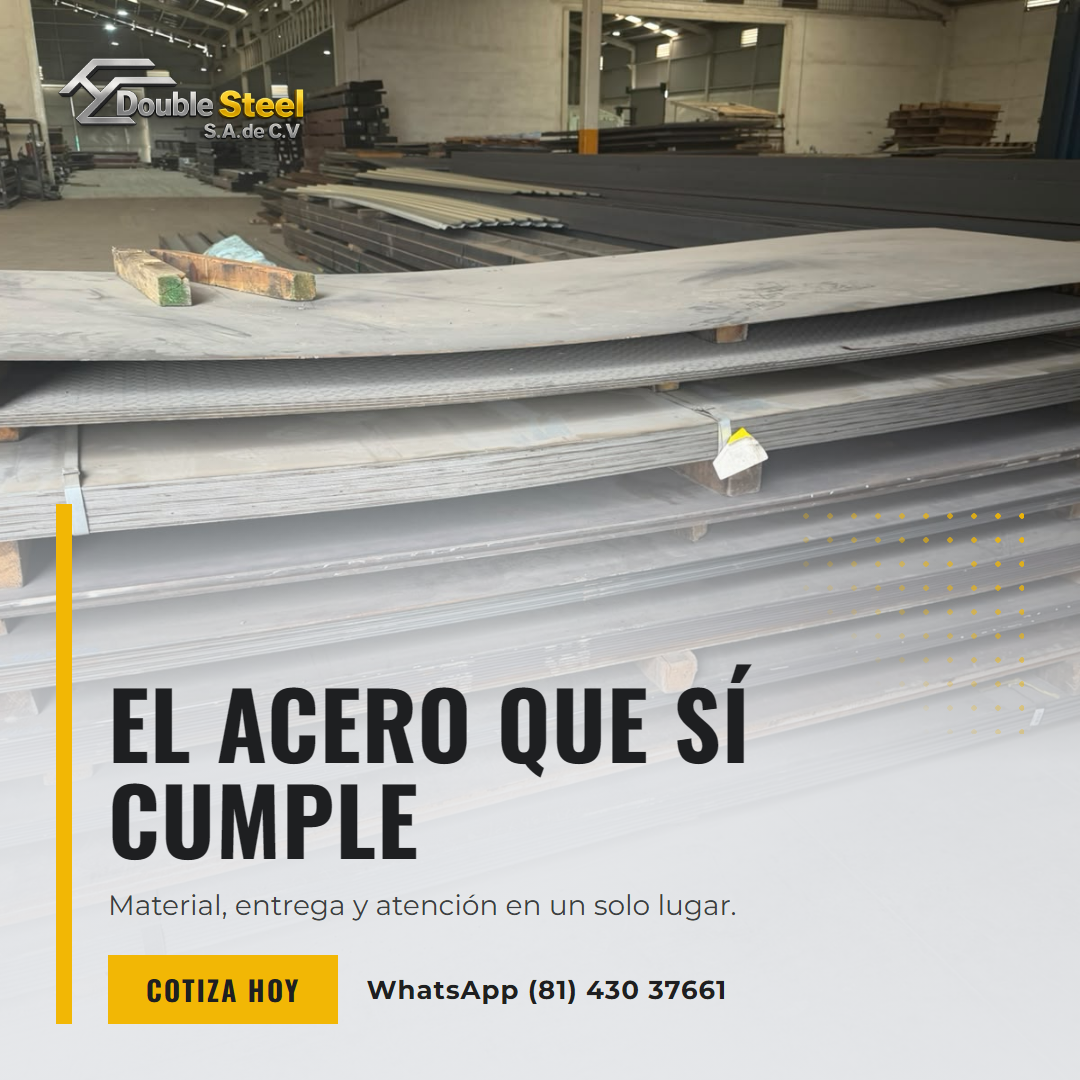 Double Steel
S.A.de C.V
EL ACERO QUE SÍ
CUMPLE
Material, entrega y atención en un solo lugar.
COTIZA HOY
WhatsApp (81) 430 37661